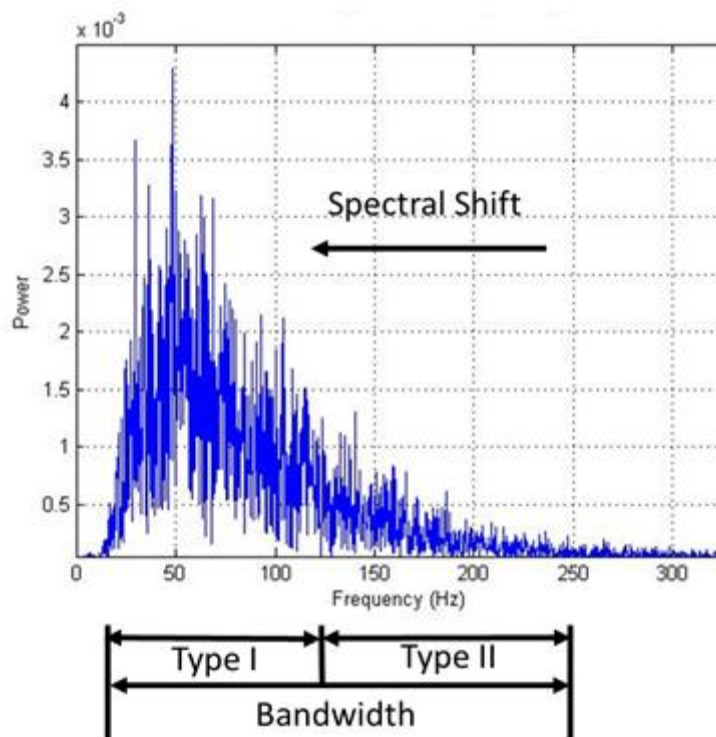 x 10⁻³
4
3.5
3
2.5
2
1.5
1
0.5
Power
Spectral Shift
0 50 100 150 200 250 300
Frequency (Hz)
Type I Type II
Bandwidth